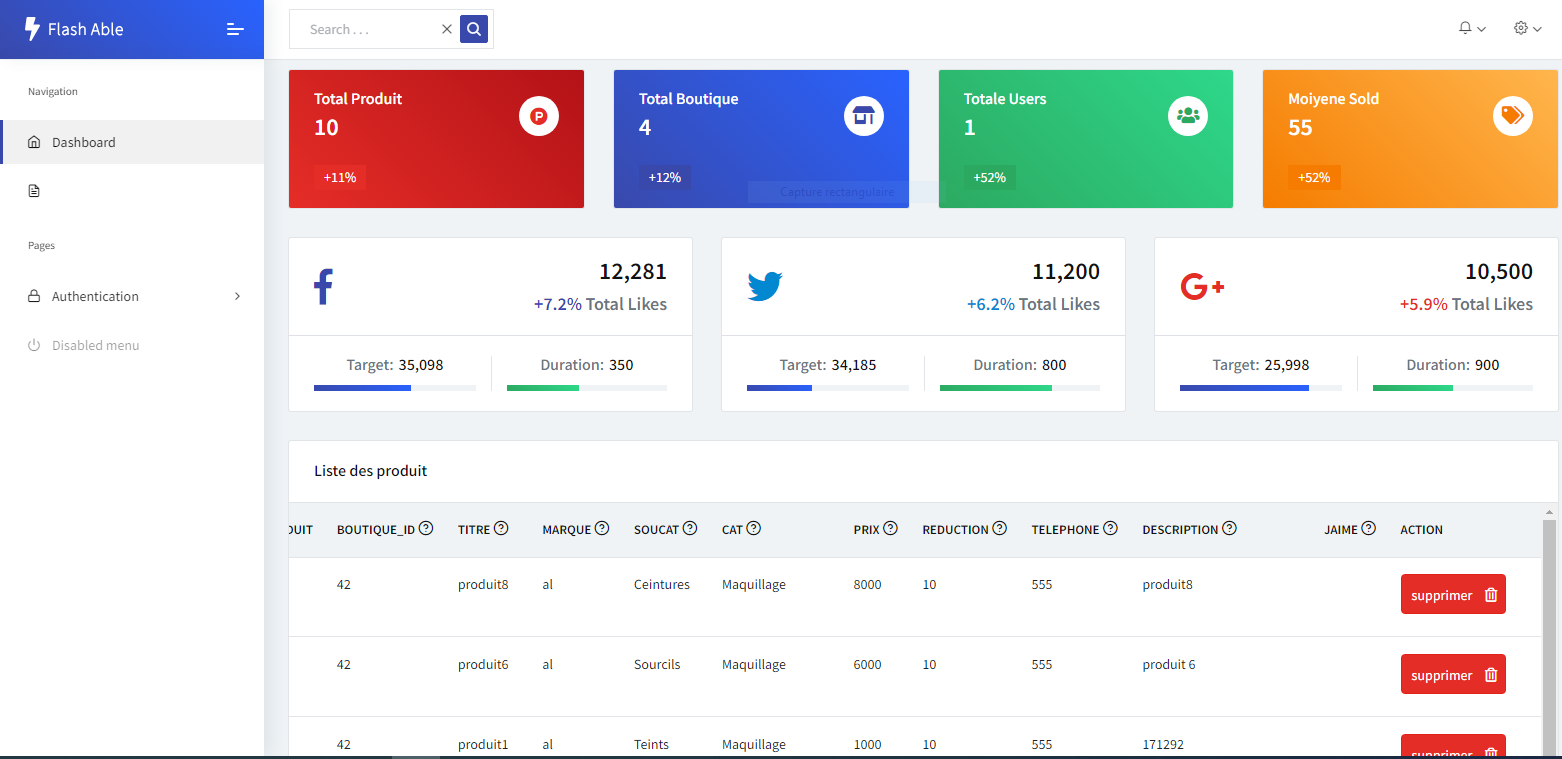 Flash Able
Search . . .
Navigation
Dashboard
Pages
Authentication
Disabled menu
Total Produit
10
+11%
Total Boutique
4
+12%
Totale Users
1
+52%
Moiyene Sold
55
+52%
Capture rectangulaire
12,281
+7.2% Total Likes
Target: 35,098
Duration: 350
11,200
+6.2% Total Likes
Target: 34,185
Duration: 800
G+
10,500
+5.9% Total Likes
Target: 25,998
Duration: 900
Liste des produit
DUIT BOUTIQUE_ID TITRE MARQUE SOUCAT CAT PRIX REDUCTION TELEPHONE DESCRIPTION JAIME ACTION
42 produit8 al Ceintures Maquillage 8000 10 555 produit8 supprimer
42 produit6 al Sourcils Maquillage 6000 10 555 produit 6 supprimer
42 produit1 al Teints Maquillage 1000 10 555 171292 supprimer